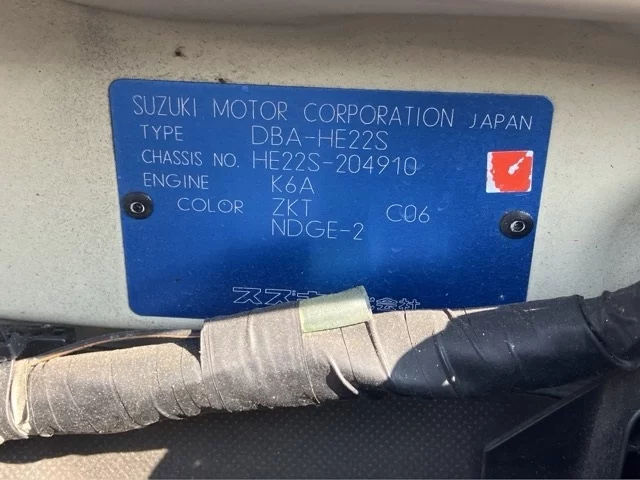 SUZUKI MOTOR CORPORATION JAPAN
TYPE DBA-HE22S
CHASSIS NO. HE22S-204910
ENGINE K6A
COLOR ZKT C06
NDGE-2